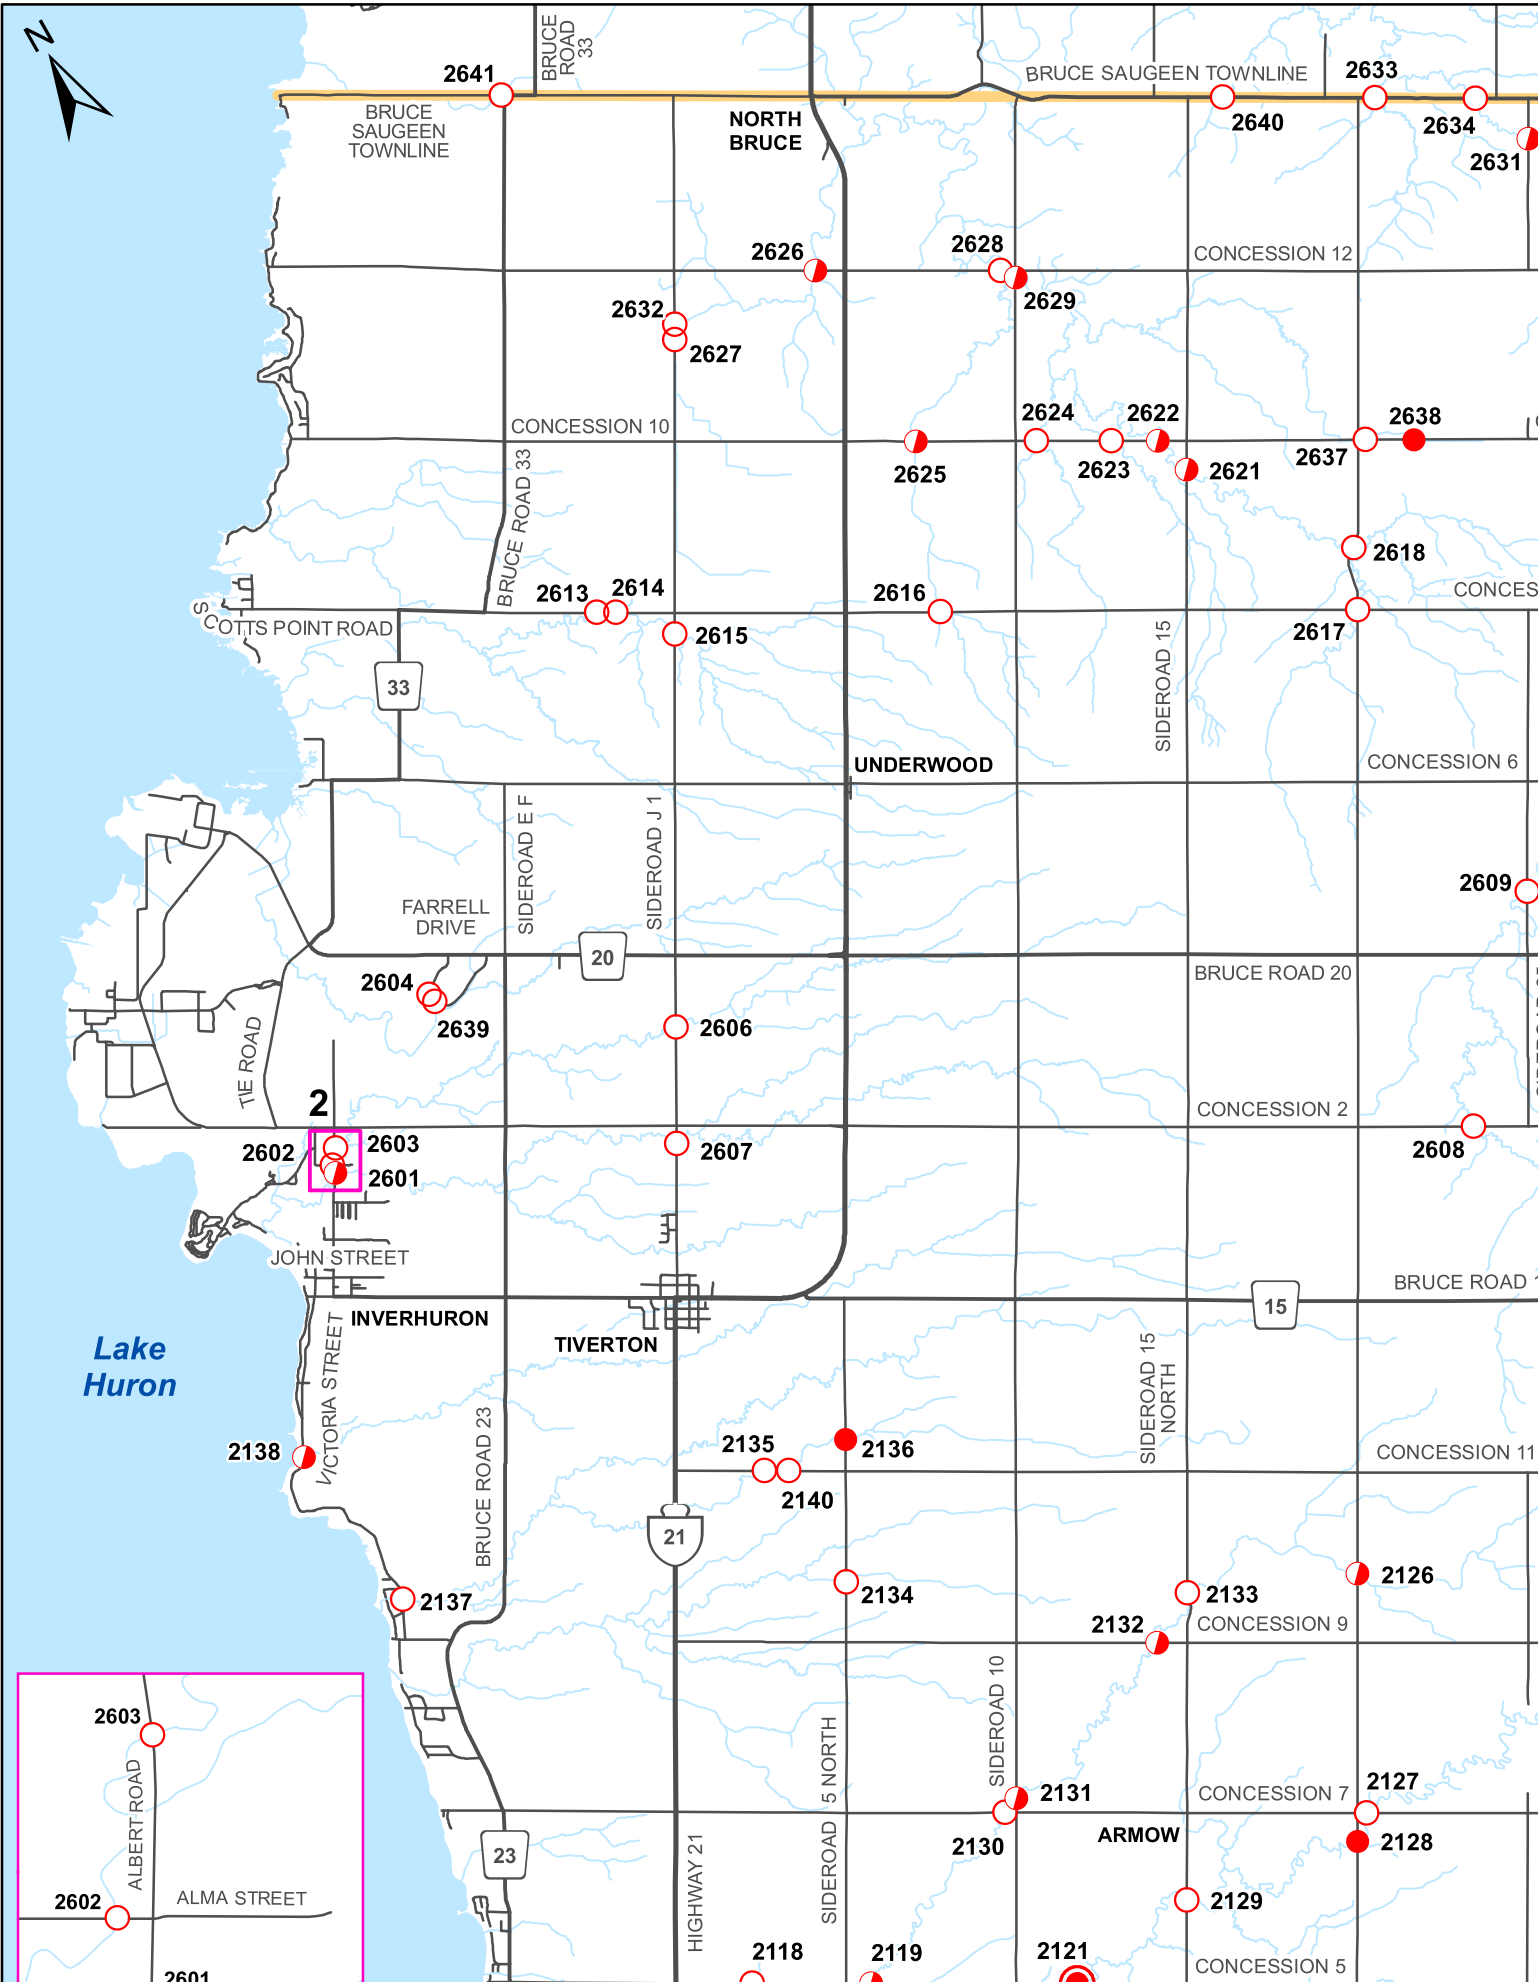 N
BRUCE
ROAD
33
2641
BRUCE SAUGEEN TOWNLINE
2633
BRUCE
SAUGEEN
TOWNLINE
NORTH
BRUCE
2640
2634
2631
2626
2628
CONCESSION 12
2629
2632
2627
CONCESSION 10
2624
2622
2638
2625
2623
2621
2637
BRUCE ROAD 33
2618
2613
2614
2616
CONCES
SCOTTS POINT ROAD
2615
2617
33
SIDEROAD 15
UNDERWOOD
CONCESSION 6
SIDEROAD E F
SIDEROAD J 1
2609
FARRELL
DRIVE
20
BRUCE ROAD 20
2604
2639
2606
TIE ROAD
2
CONCESSION 2
2602
2603
2601
2607
2608
JOHN STREET
BRUCE ROAD 1
15
INVERHURON
TIVERTON
Lake
Huron
VICTORIA STREET
SIDEROAD 15
NORTH
BRUCE ROAD 23
2138
2135
2136
CONCESSION 11
2140
21
2137
2134
2133
2126
2132
CONCESSION 9
SIDEROAD 10
2603
ALBERT ROAD
SIDEROAD 5 NORTH
2131
CONCESSION 7
2127
2130
ARMOW
2128
23
HIGHWAY 21
2602
ALMA STREET
2129
2118
2119
2121
CONCESSION 5
2601